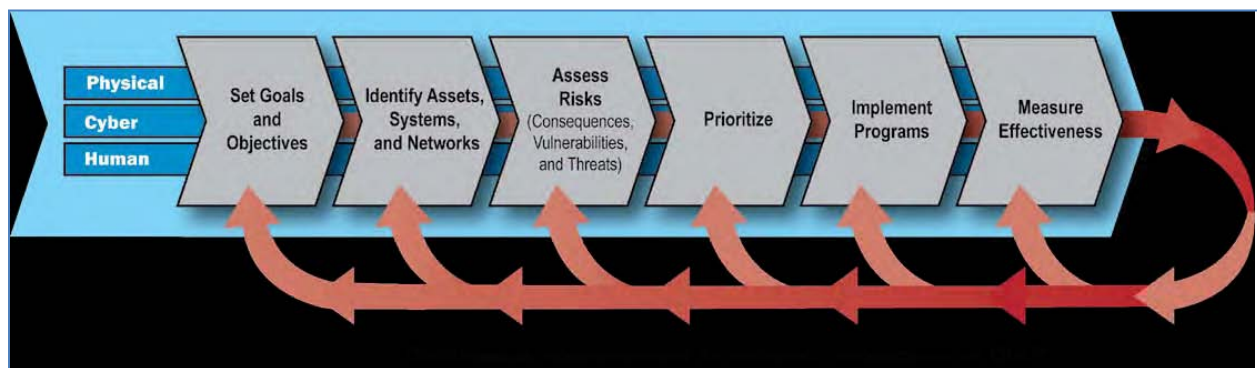 Physical
Cyber
Human
Set Goals
and
Objectives
Identify Assets,
Systems,
and Networks
Assess
Risks
(Consequences,
Vulnerabilities,
and Threats)
Prioritize
Implement
Programs
Measure
Effectiveness